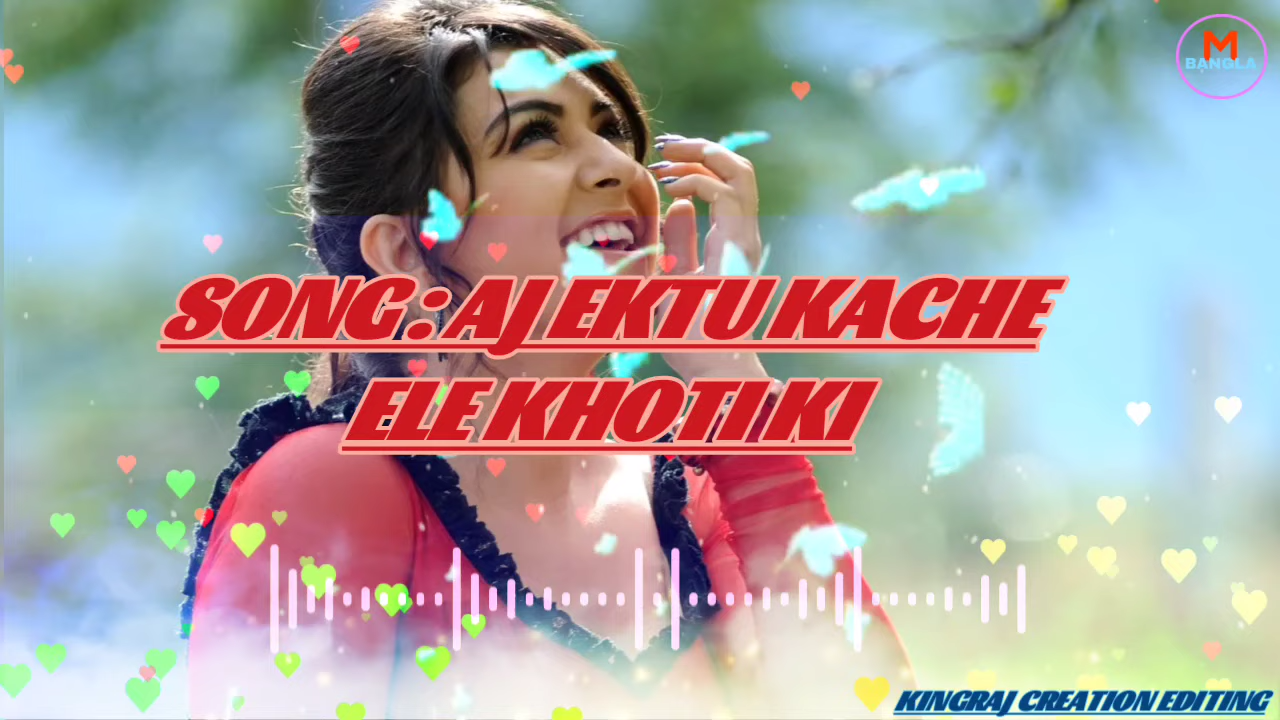 M
BANGLA
SONG : AJ EKTU KACHE
ELE KHOTI KI
KINGRAJ CREATION EDITING